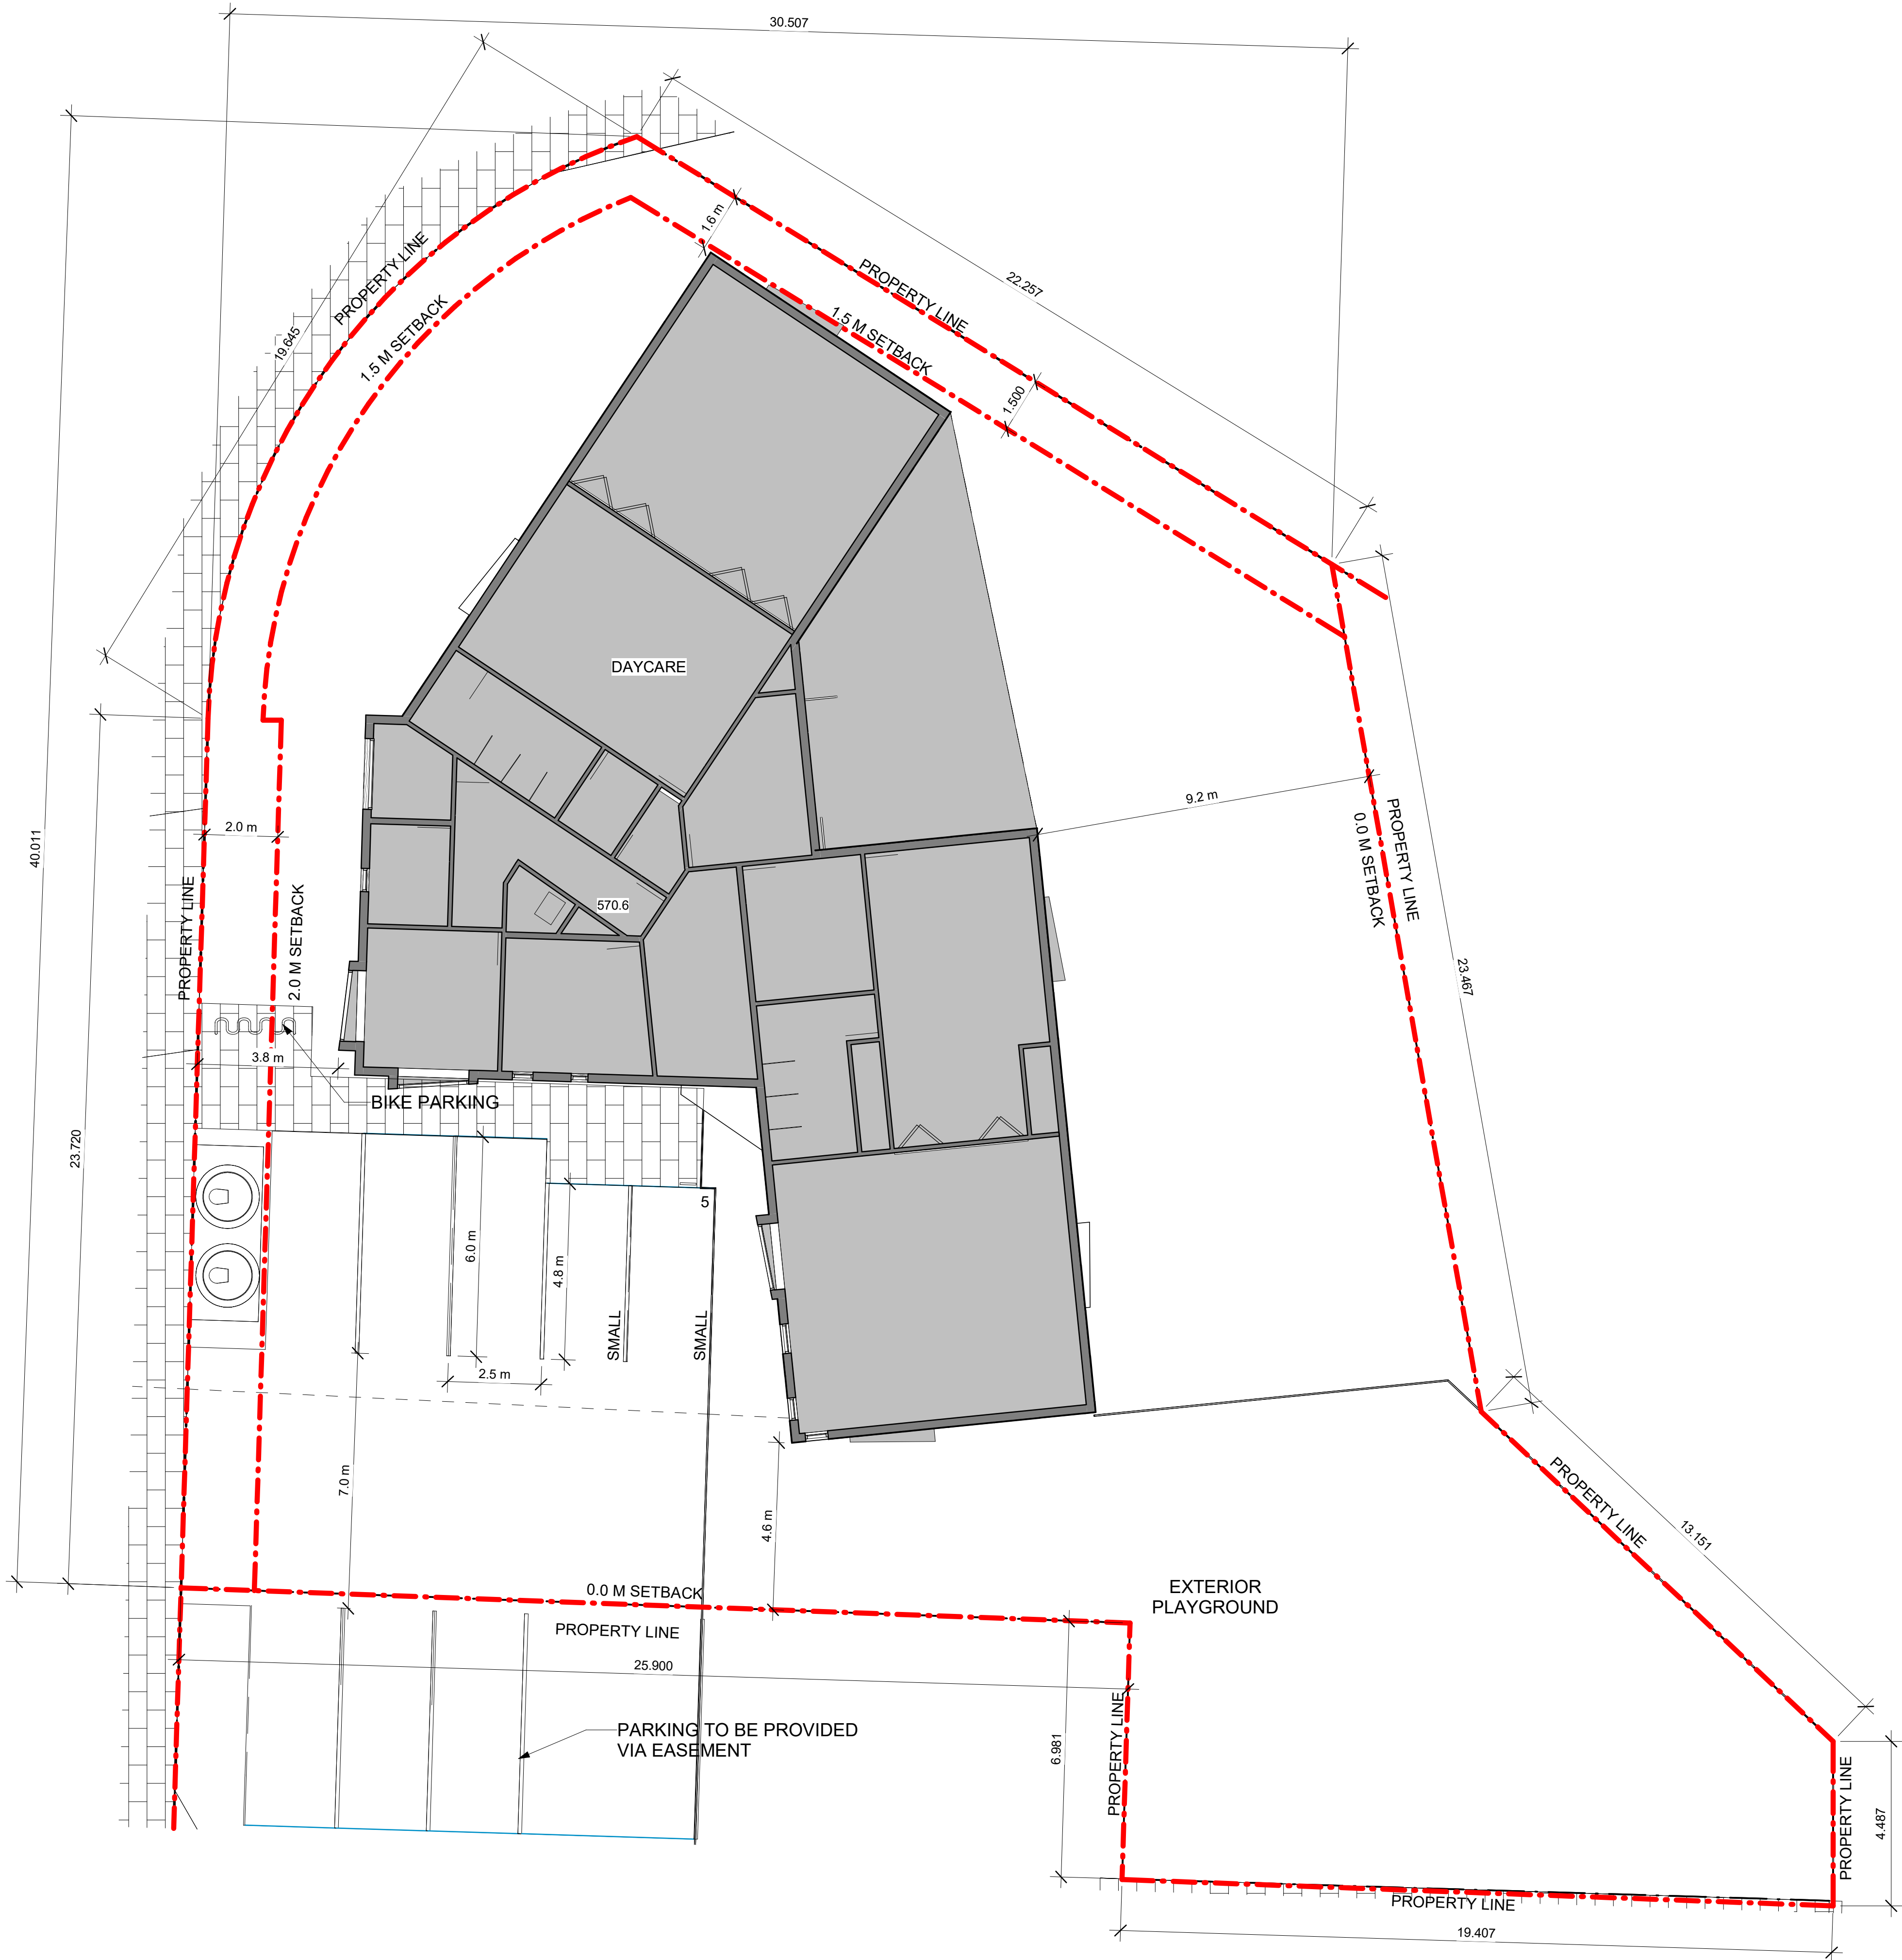 30.507
1.6 m
22.257
PROPERTY LINE
19.645
PROPERTY LINE
1.5 M SETBACK
1.5 M SETBACK
1.500
DAYCARE
9.2 m
40.011
2.0 m
PROPERTY LINE
0.0 M SETBACK
PROPERTY LINE
2.0 M SETBACK
570.6
23.467
3.8 m
BIKE PARKING
23.720
5
6.0 m
4.8 m
SMALL
SMALL
2.5 m
7.0 m
4.6 m
PROPERTY LINE
13.151
0.0 M SETBACK
PROPERTY LINE
EXTERIOR
PLAYGROUND
25.900
PARKING TO BE PROVIDED
VIA EASEMENT
6.981
PROPERTY LINE
PROPERTY LINE
4.487
PROPERTY LINE
19.407